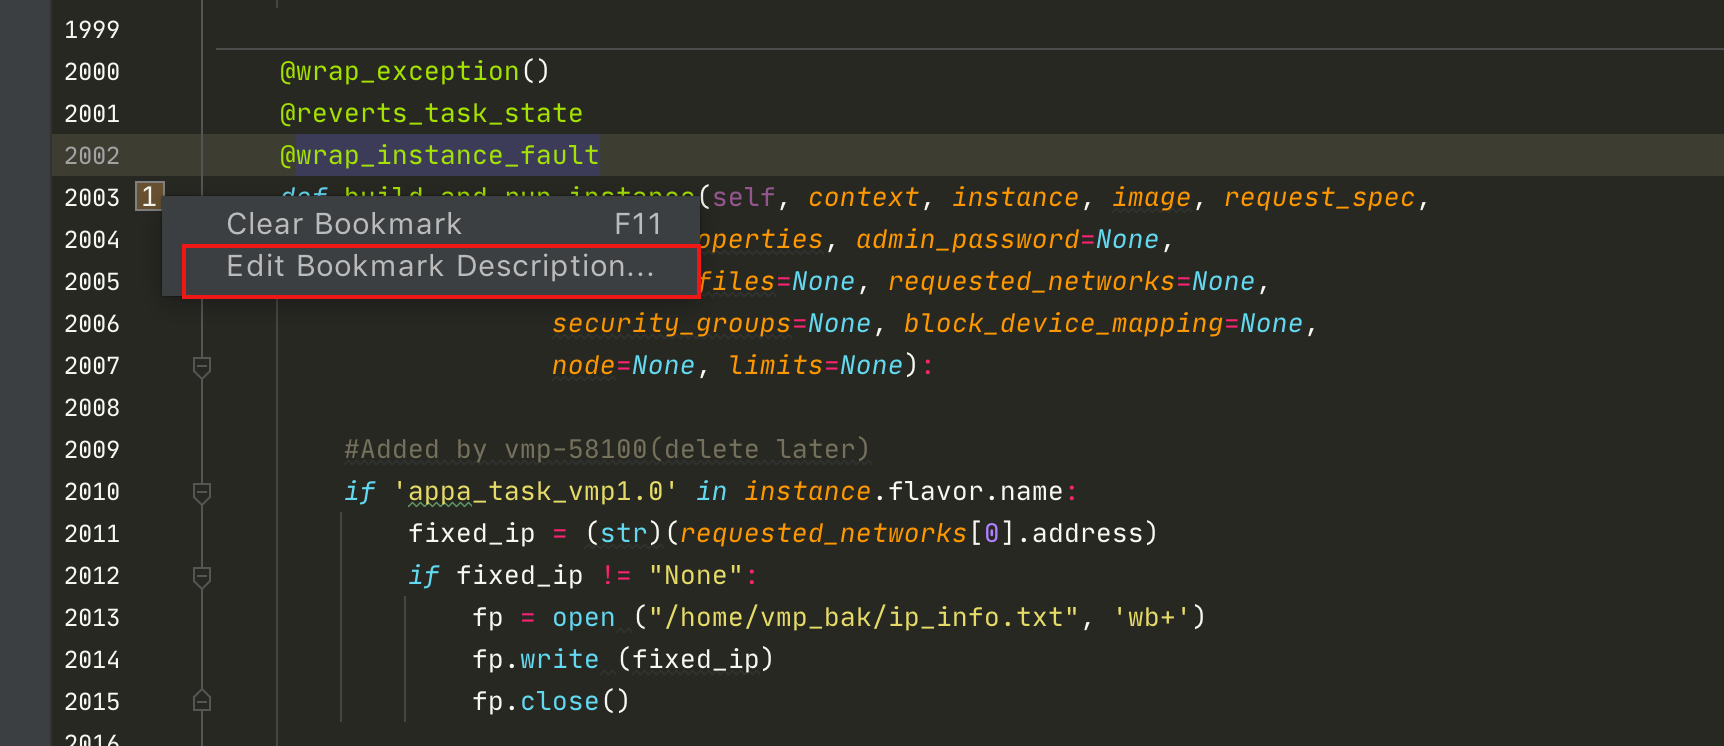 1999
2000 @wrap_exception()
2001 @reverts_task_state
2002 @wrap_instance_fault
2003 1 def build_and_run_instance(self, context, instance, image, request_spec,
Clear Bookmark F11
2004 operties, admin_password=None,
Edit Bookmark Description...
2005 files=None, requested_networks=None,
2006 security_groups=None, block_device_mapping=None,
2007 node=None, limits=None):
2008
2009 #Added by vmp-58100(delete later)
2010 if 'appa_task_vmp1.0' in instance.flavor.name:
2011 fixed_ip = (str)(requested_networks[0].address)
2012 if fixed_ip != "None":
2013 fp = open ("/home/vmp_bak/ip_info.txt", 'wb+')
2014 fp.write (fixed_ip)
2015 fp.close()
2016